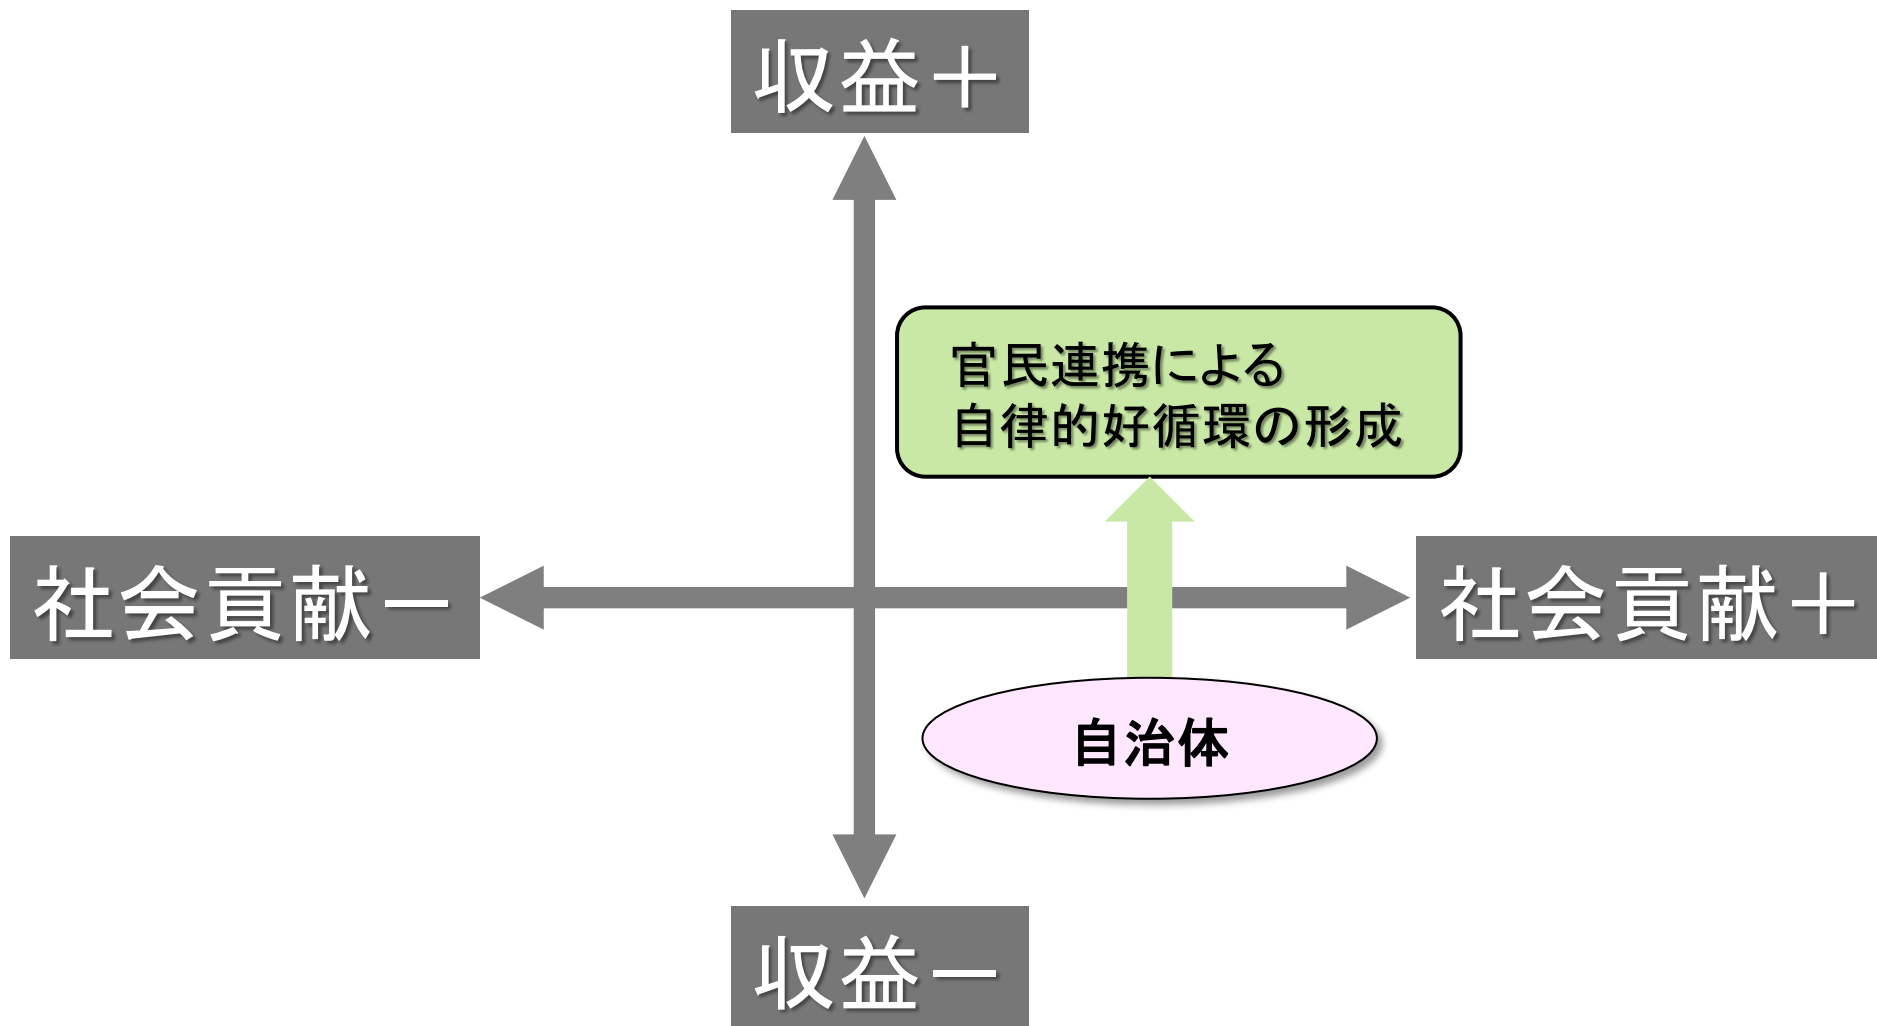 収益＋
官民連携による
自律的好循環の形成
社会貢献－
社会貢献＋
自治体
収益－